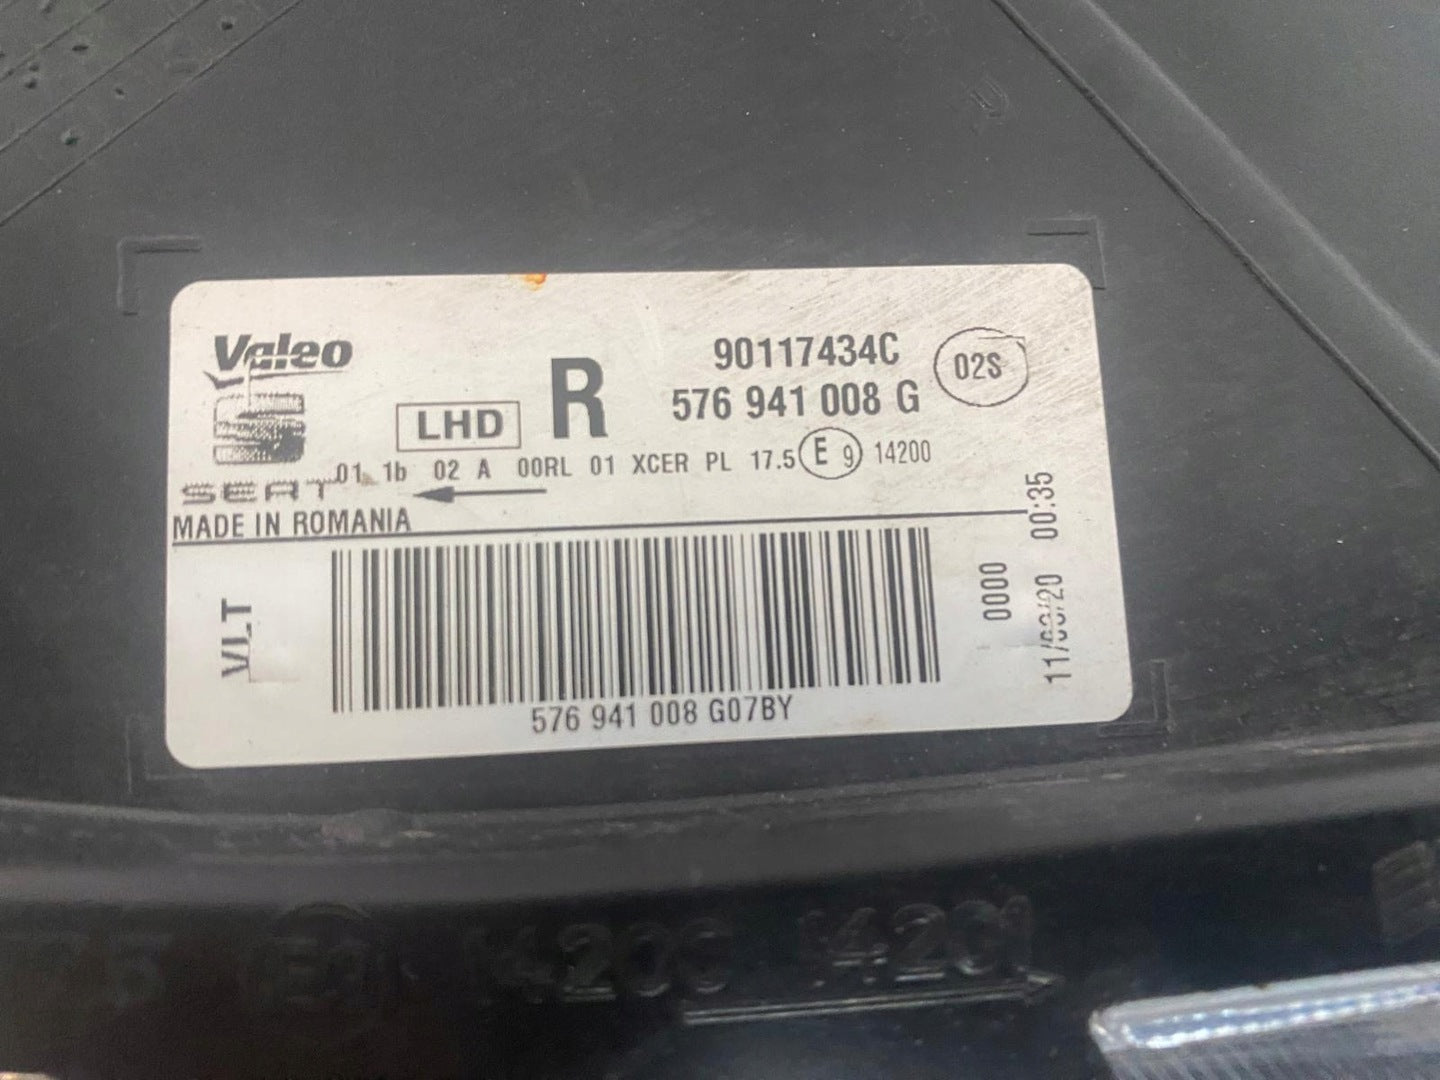 Valeo
SEAT
LHD
R
90117434C
576 941 008 G
02S
01 1b 02 A 00RL 01 XCER PL 17.5 E 9 14200
MADE IN ROMANIA
VLT
576 941 008 G07BY
0000
00:35
14201